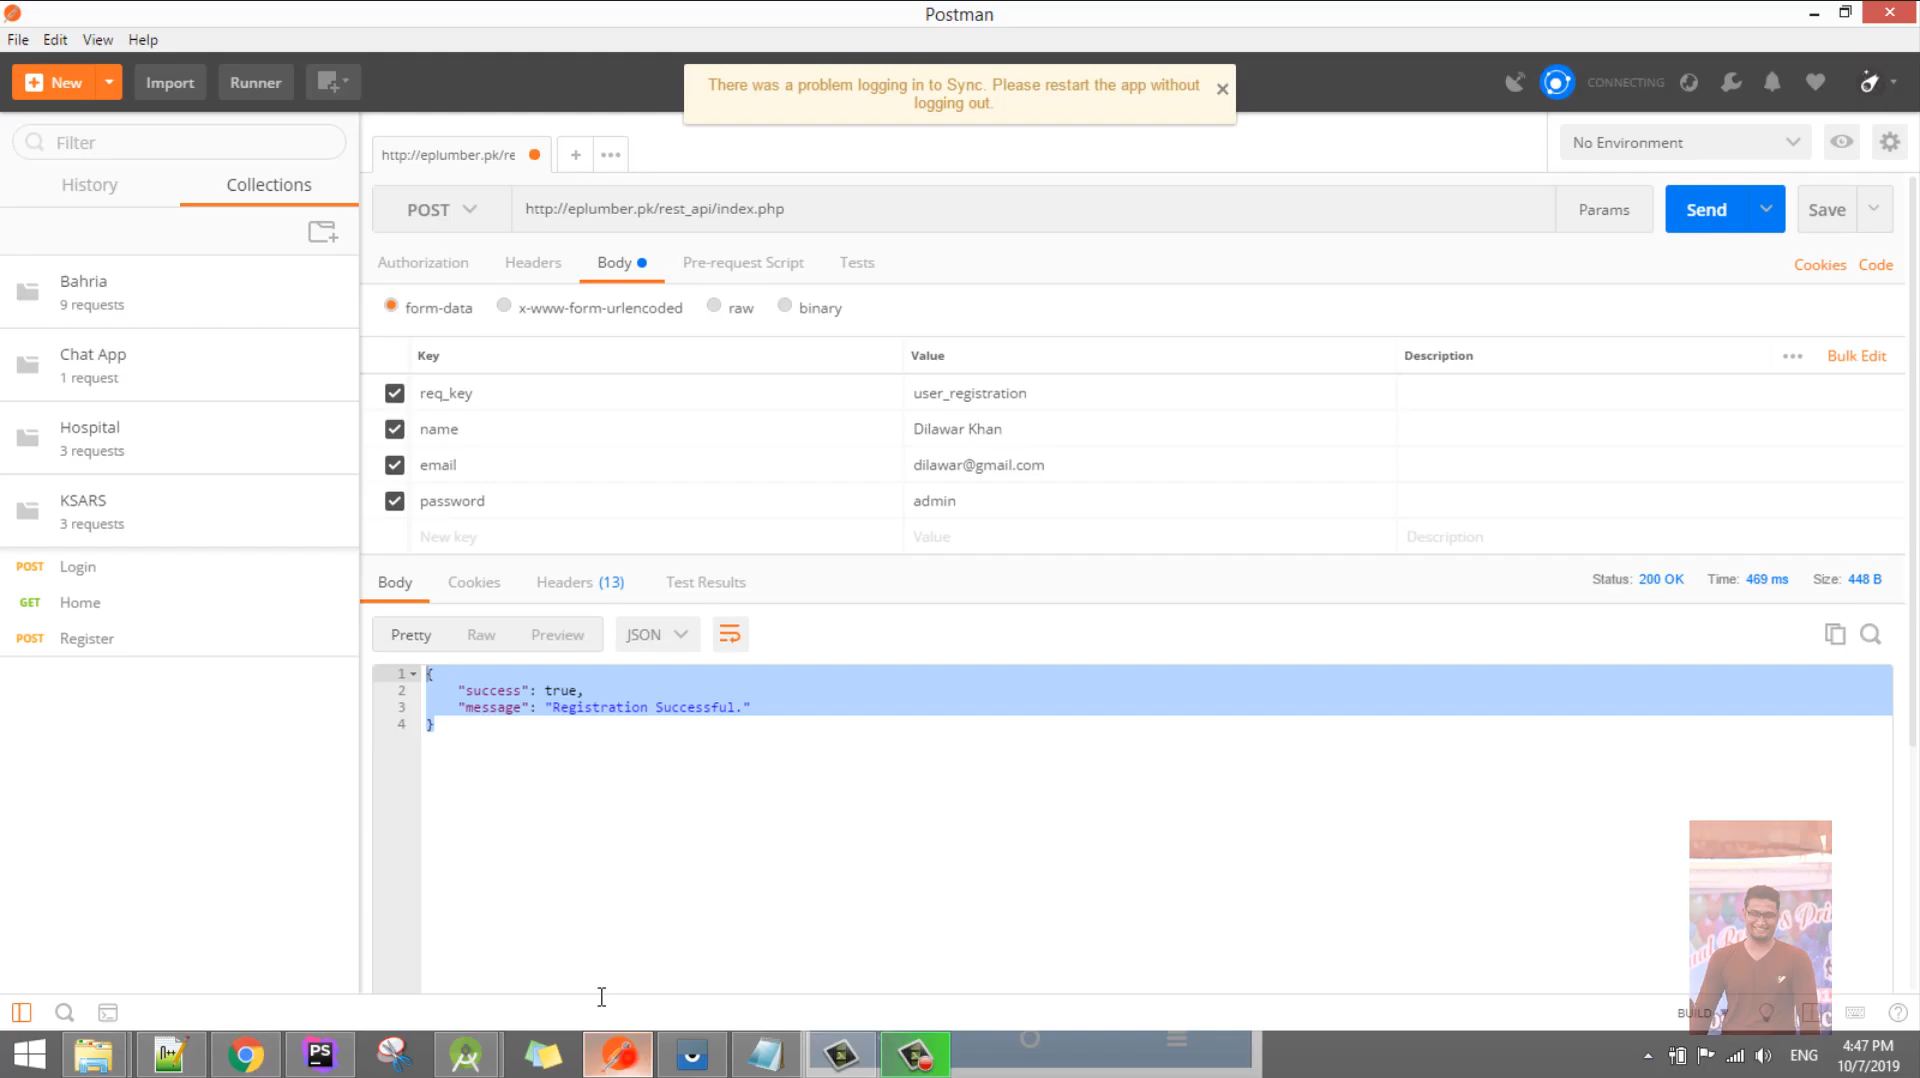 Postman
File Edit View Help
New Import Runner
There was a problem logging in to Sync. Please restart the app without
logging out.
CONNECTING
Filter
History Collections
http://eplumber.pk/re
No Environment
POST http://eplumber.pk/rest_api/index.php Params Send Save
Authorization Headers Body Pre-request Script Tests Cookies Code
form-data x-www-form-urlencoded raw binary
Key Value Description Bulk Edit
req_key user_registration
name Dilawar Khan
email dilawar@gmail.com
password admin
New key Value Description
Bahria
9 requests
Chat App
1 request
Hospital
3 requests
KSARS
3 requests
POST Login
GET Home
POST Register
Body Cookies Headers (13) Test Results Status: 200 OK Time: 469 ms Size: 448 B
Pretty Raw Preview JSON
1 {
2 "success": true,
3 "message": "Registration Successful."
4 }
BUILD
n++
PS
ENG
4:47 PM
10/7/2019